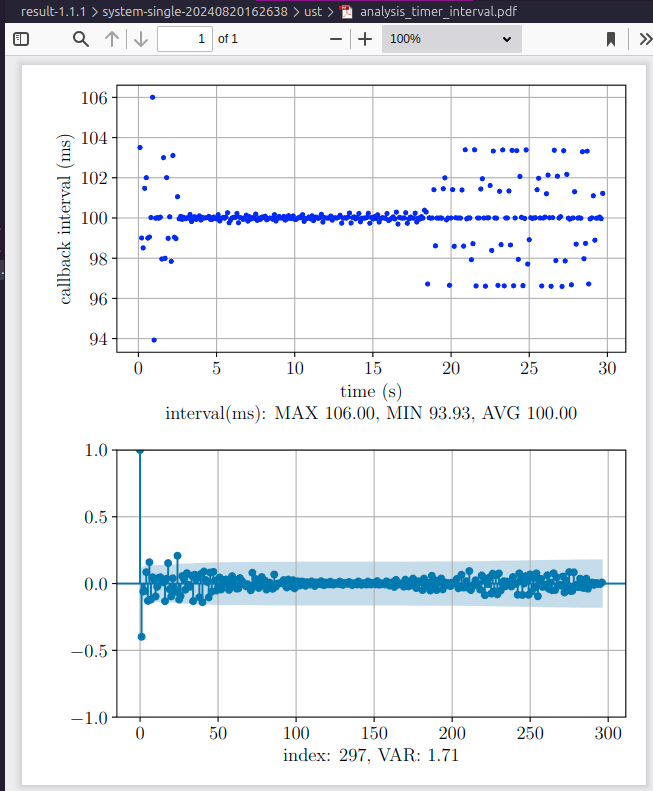 result-1.1.1 > system-single-20240820162638 > ust > analysis_timer_interval.pdf
1 of 1
100%
106
104
102
100
98
96
94
callback interval (ms)
0 5 10 15 20 25 30
time (s)
interval(ms): MAX 106.00, MIN 93.93, AVG 100.00
1.0
0.5
0.0
−0.5
−1.0
0 50 100 150 200 250 300
index: 297, VAR: 1.71